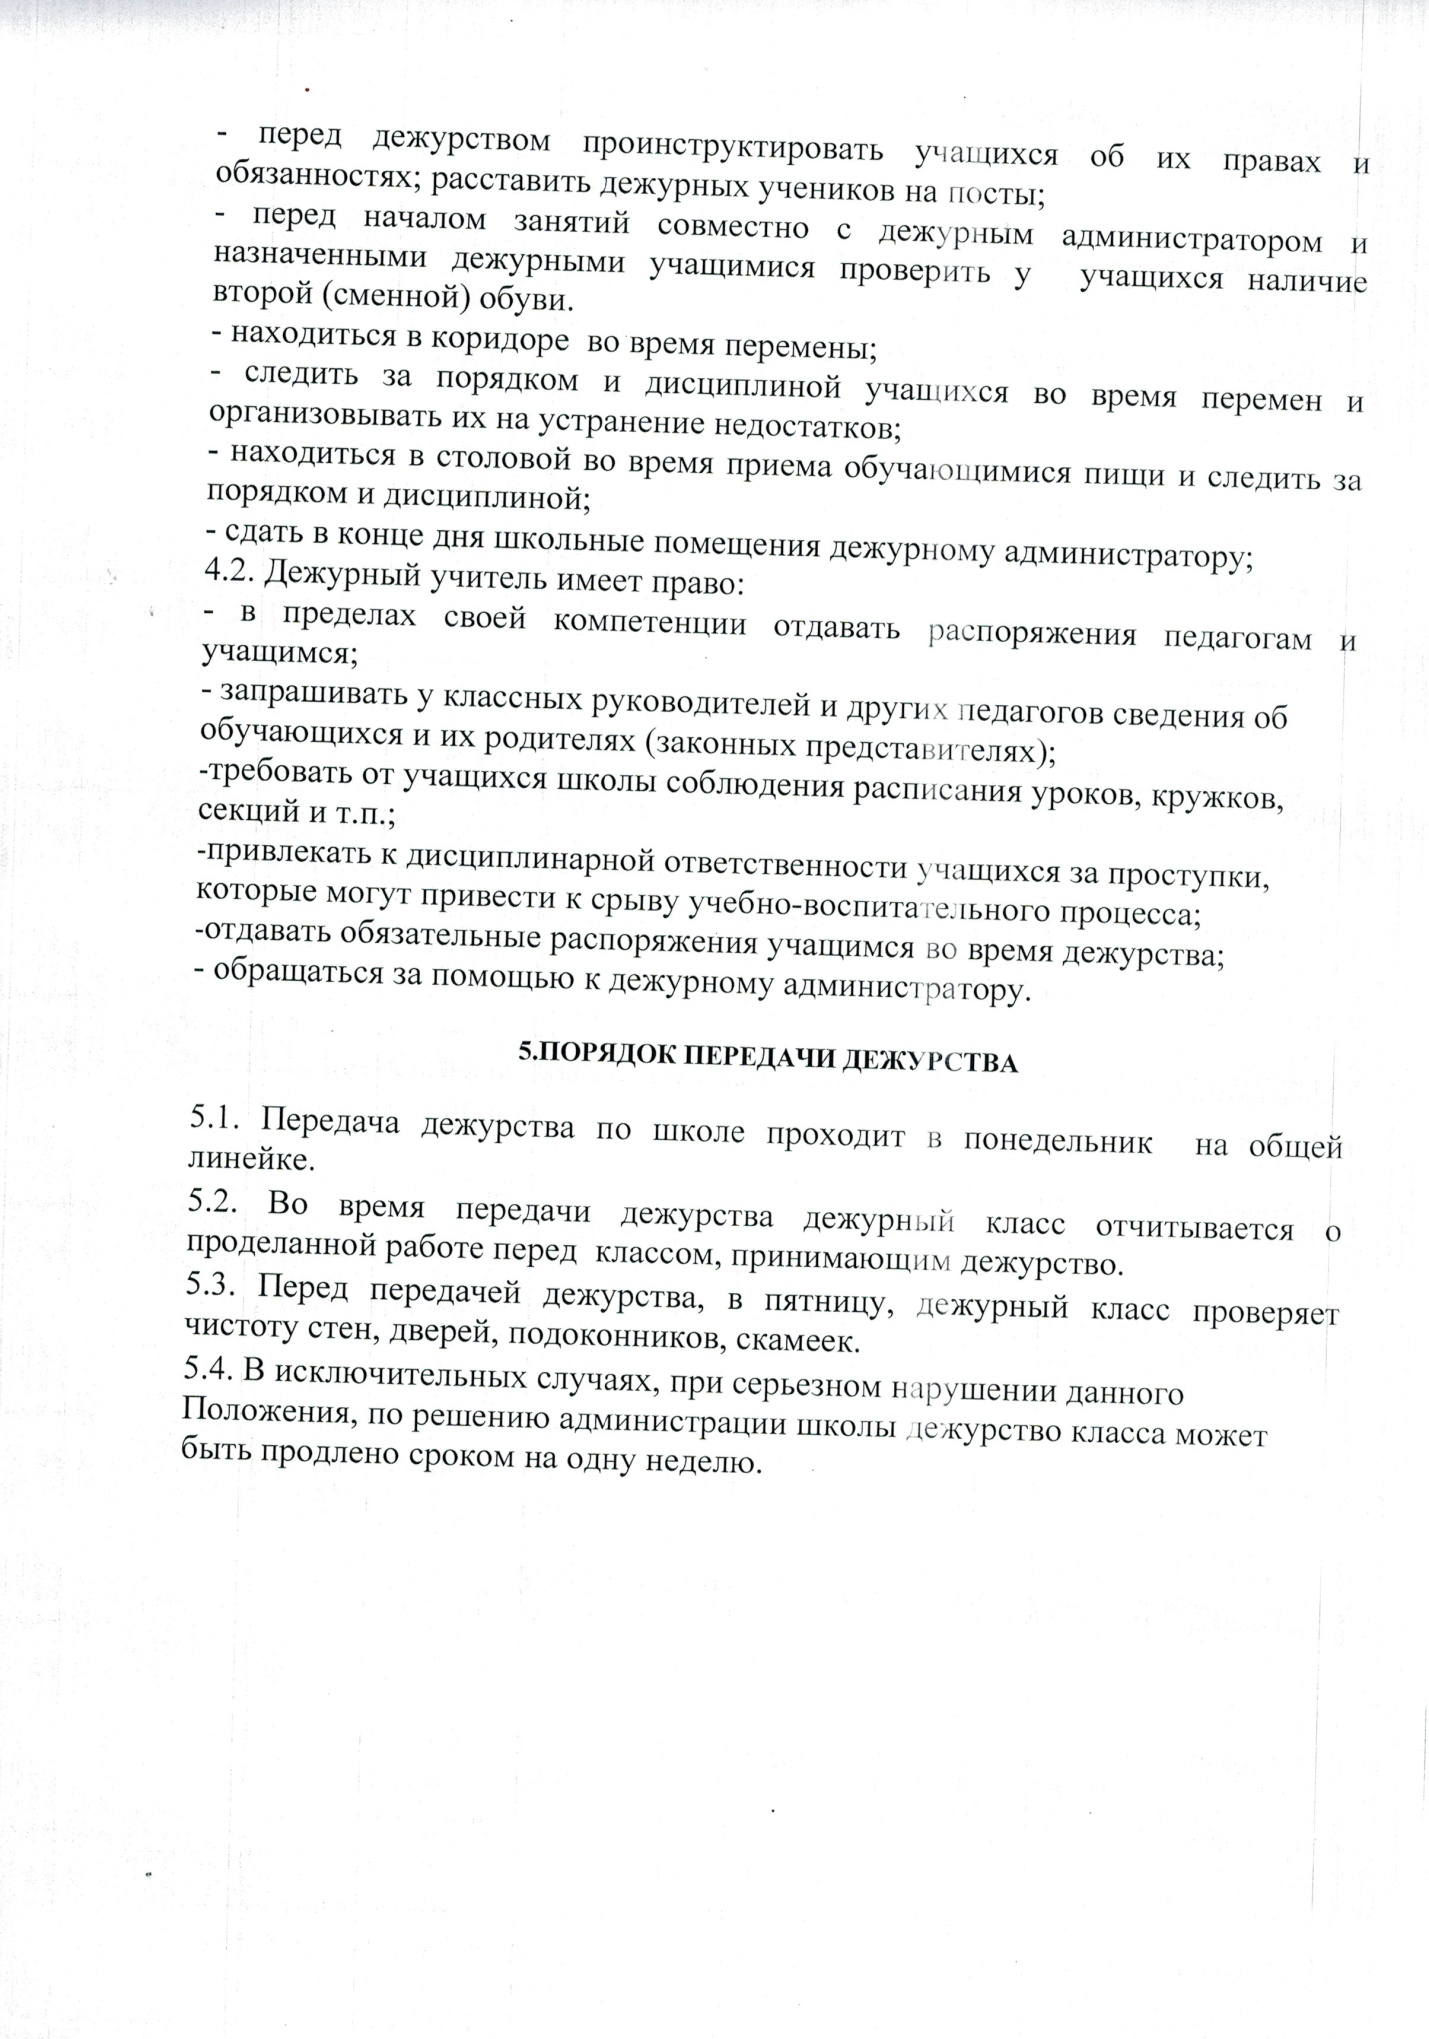 - перед дежурством проинструктировать учащихся об их правах и
обязанностях; расставить дежурных учеников на посты;
- перед началом занятий совместно с дежурным администратором и
назначенными дежурными учащимися проверить у учащихся наличие
второй (сменной) обуви.
- находиться в коридоре во время перемены;
- следить за порядком и дисциплиной учащихся во время перемен и
организовывать их на устранение недостатков;
- находиться в столовой во время приема обучающимися пищи и следить за
порядком и дисциплиной;
- сдать в конце дня школьные помещения дежурному администратору;
4.2. Дежурный учитель имеет право:
- в пределах своей компетенции отдавать распоряжения педагогам и
учащимся;
- запрашивать у классных руководителей и других педагогов сведения об
обучающихся и их родителях (законных представителях);
-требовать от учащихся школы соблюдения расписания уроков, кружков,
секций и т.п.;
-привлекать к дисциплинарной ответственности учащихся за проступки,
которые могут привести к срыву учебно-воспитательного процесса;
-отдавать обязательные распоряжения учащимся во время дежурства;
- обращаться за помощью к дежурному администратору.
5.ПОРЯДОК ПЕРЕДАЧИ ДЕЖУРСТВА
5.1. Передача дежурства по школе проходит в понедельник на общей
линейке.
5.2. Во время передачи дежурства дежурный класс отчитывается о
проделанной работе перед классом, принимающим дежурство.
5.3. Перед передачей дежурства, в пятницу, дежурный класс проверяет
чистоту стен, дверей, подоконников, скамеек.
5.4. В исключительных случаях, при серьезном нарушении данного
Положения, по решению администрации школы дежурство класса может
быть продлено сроком на одну неделю.